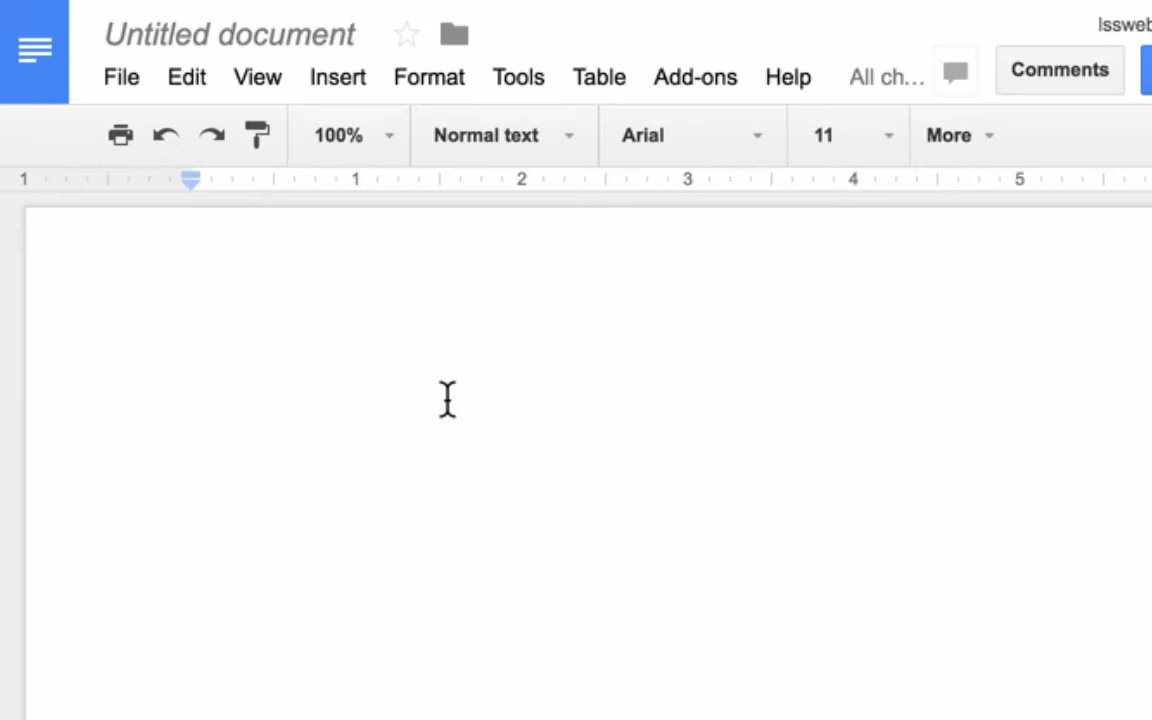 Untitled document
lssweb
File Edit View Insert Format Tools Table Add-ons Help All ch... Comments
100% Normal text Arial 11 More
1 1 2 3 4 5